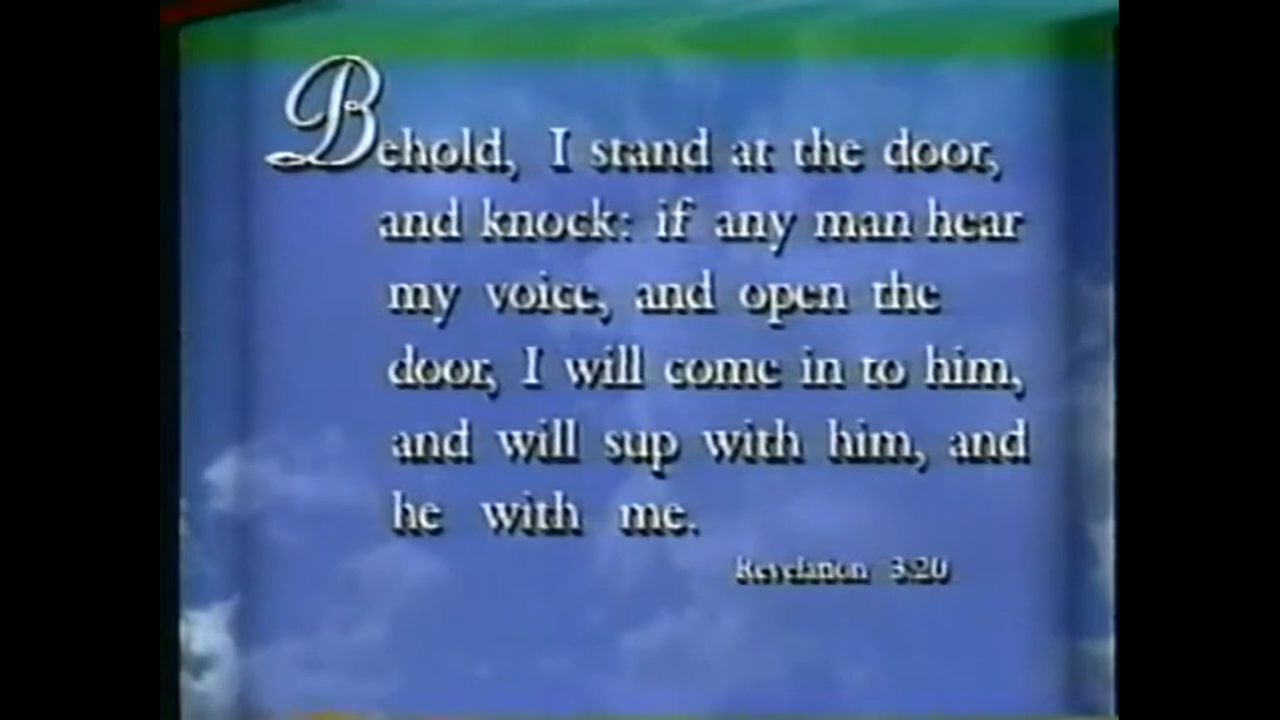 Behold, I stand at the door,
and knock: if any man hear
my voice, and open the
door, I will come in to him,
and will sup with him, and
he with me.
Revelation 3:20